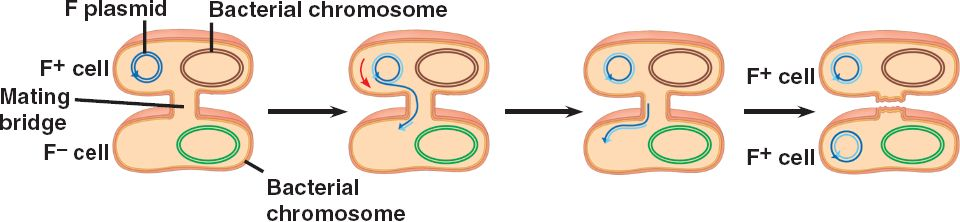 F plasmid
Bacterial chromosome
F+ cell
Mating
bridge
F– cell
Bacterial
chromosome
F+ cell
F+ cell